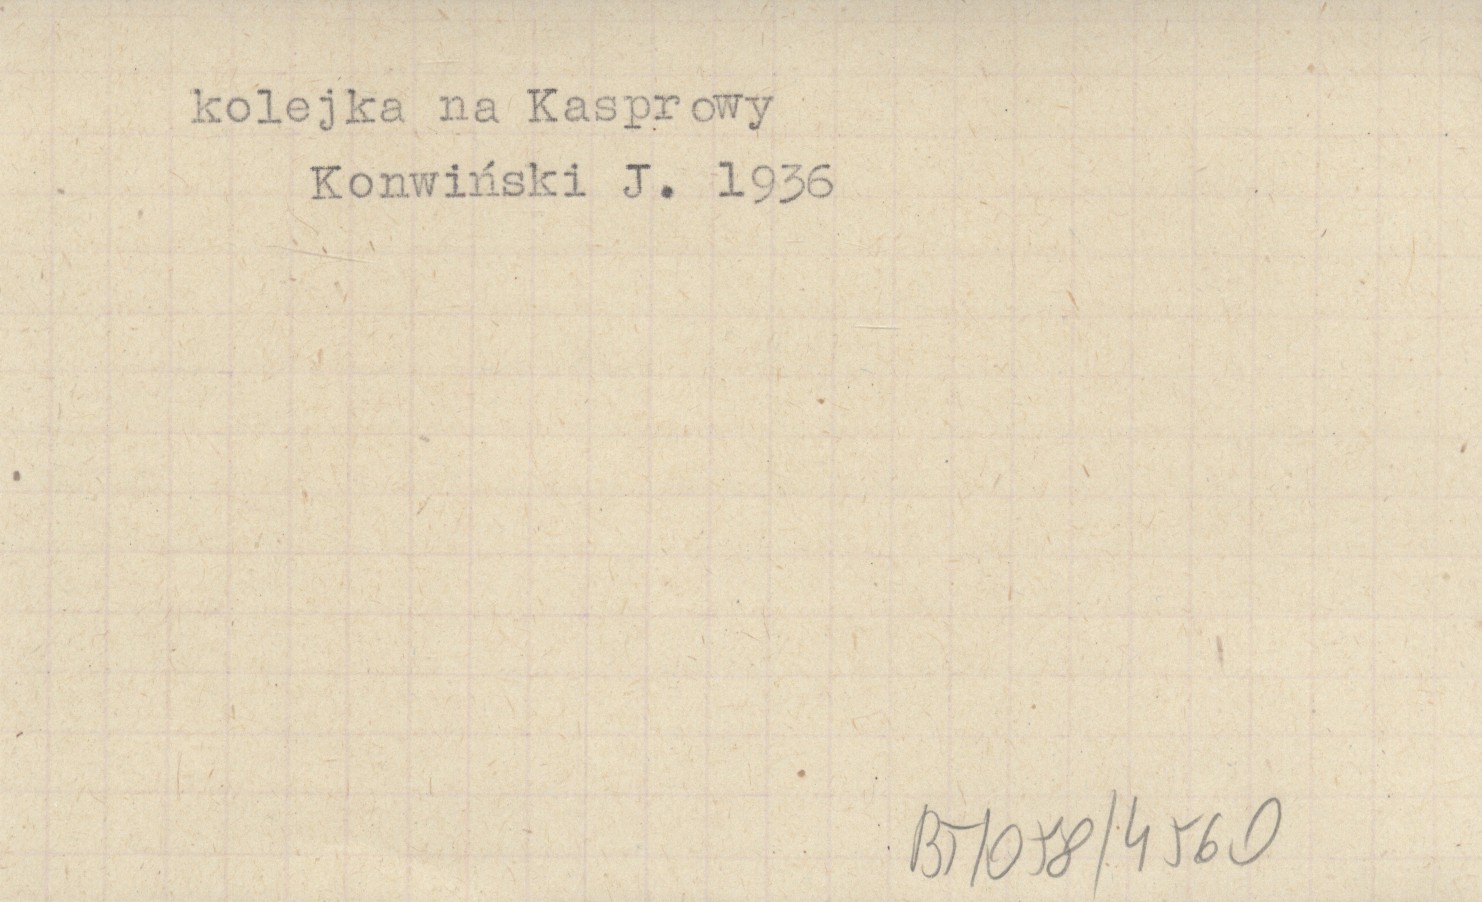 kolejka na Kasprowy
Konwiński J. 1936
BT/058/4560